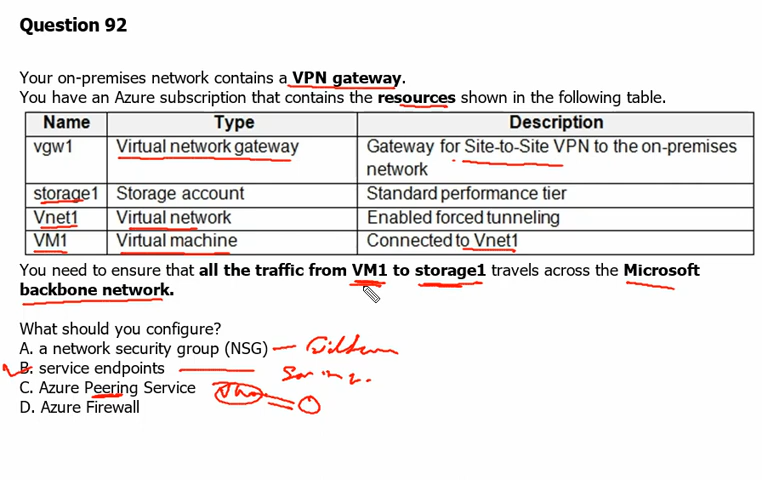 Question 92
Your on-premises network contains a VPN gateway.
You have an Azure subscription that contains the resources shown in the following table.
Name Type Description
vgw1 Virtual network gateway Gateway for Site-to-Site VPN to the on-premises
network
storage1 Storage account Standard performance tier
Vnet1 Virtual network Enabled forced tunneling
VM1 Virtual machine Connected to Vnet1
You need to ensure that all the traffic from VM1 to storage1 travels across the Microsoft
backbone network.
What should you configure?
A. a network security group (NSG)
B. service endpoints
C. Azure Peering Service
D. Azure Firewall